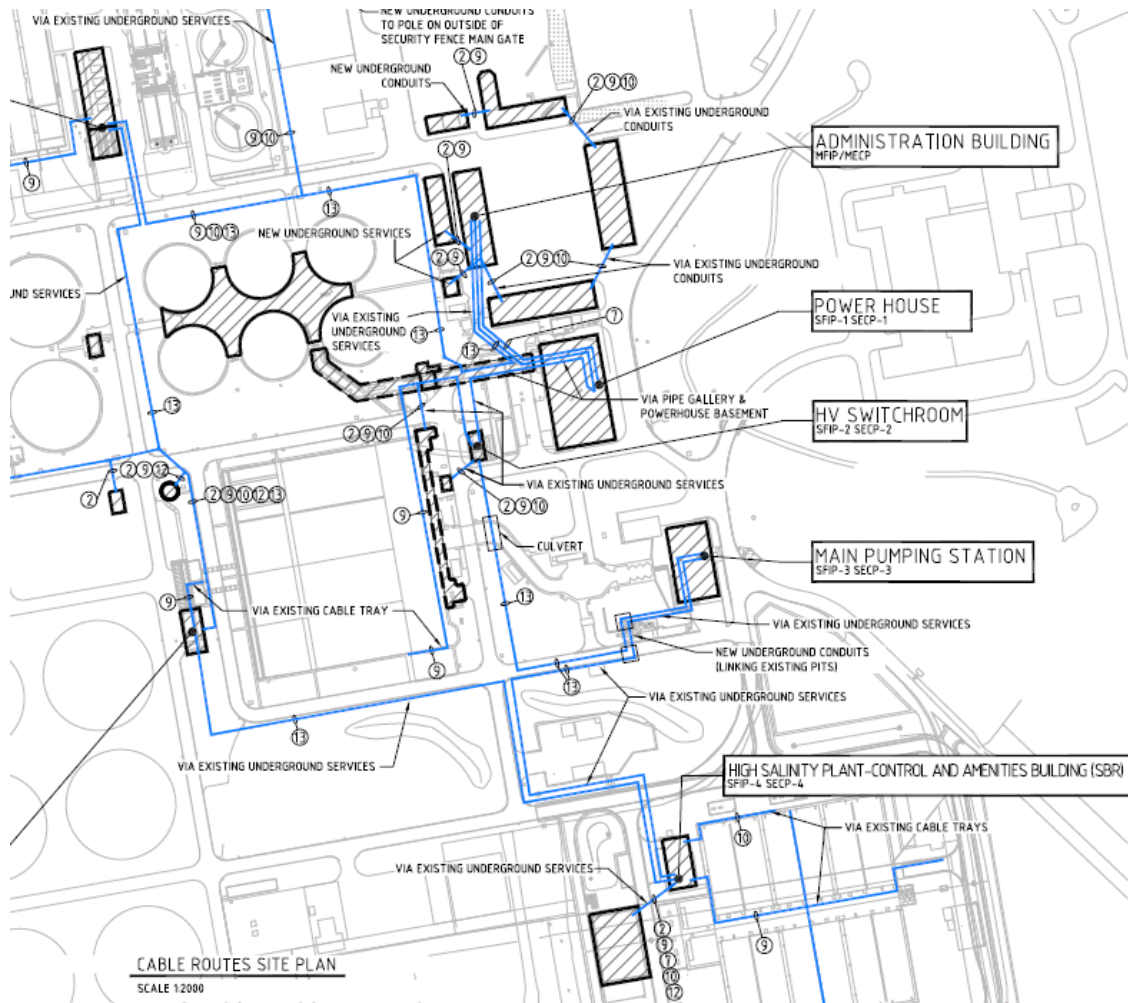 NEW UNDERGROUND CONDUITS
TO POLE ON OUTSIDE OF
SECURITY FENCE MAIN GATE
VIA EXISTING UNDERGROUND SERVICES
NEW UNDERGROUND
CONDUITS
2 9
2 9 10
VIA EXISTING UNDERGROUND
CONDUITS
ADMINISTRATION BUILDING
MFIP/MECP
9 10
9
2 9
13
9 10 13
NEW UNDERGROUND SERVICES
2 9
2 9 10
VIA EXISTING UNDERGROUND
CONDUITS
UND SERVICES
VIA EXISTING
UNDERGROUND
SERVICES
POWER HOUSE
SFIP-1 SECP-1
7
13
13
VIA PIPE GALLERY &
POWERHOUSE BASEMENT
HV SWITCHROOM
SFIP-2 SECP-2
13
2 9 10
2 9 12
2
2 9 10 12 13
VIA EXISTING UNDERGROUND SERVICES
2 9 10
9
CULVERT
MAIN PUMPING STATION
SFIP-3 SECP-3
9
VIA EXISTING CABLE TRAY
13
VIA EXISTING UNDERGROUND SERVICES
9
NEW UNDERGROUND CONDUITS
(LINKING EXISTING PITS)
13
VIA EXISTING UNDERGROUND SERVICES
13
VIA EXISTING UNDERGROUND SERVICES
HIGH SALINITY PLANT-CONTROL AND AMENITIES BUILDING (SBR)
SFIP-4 SECP-4
10
VIA EXISTING CABLE TRAYS
VIA EXISTING UNDERGROUND SERVICES
9
2
9
7
10
12
CABLE ROUTES SITE PLAN
SCALE 1:2000